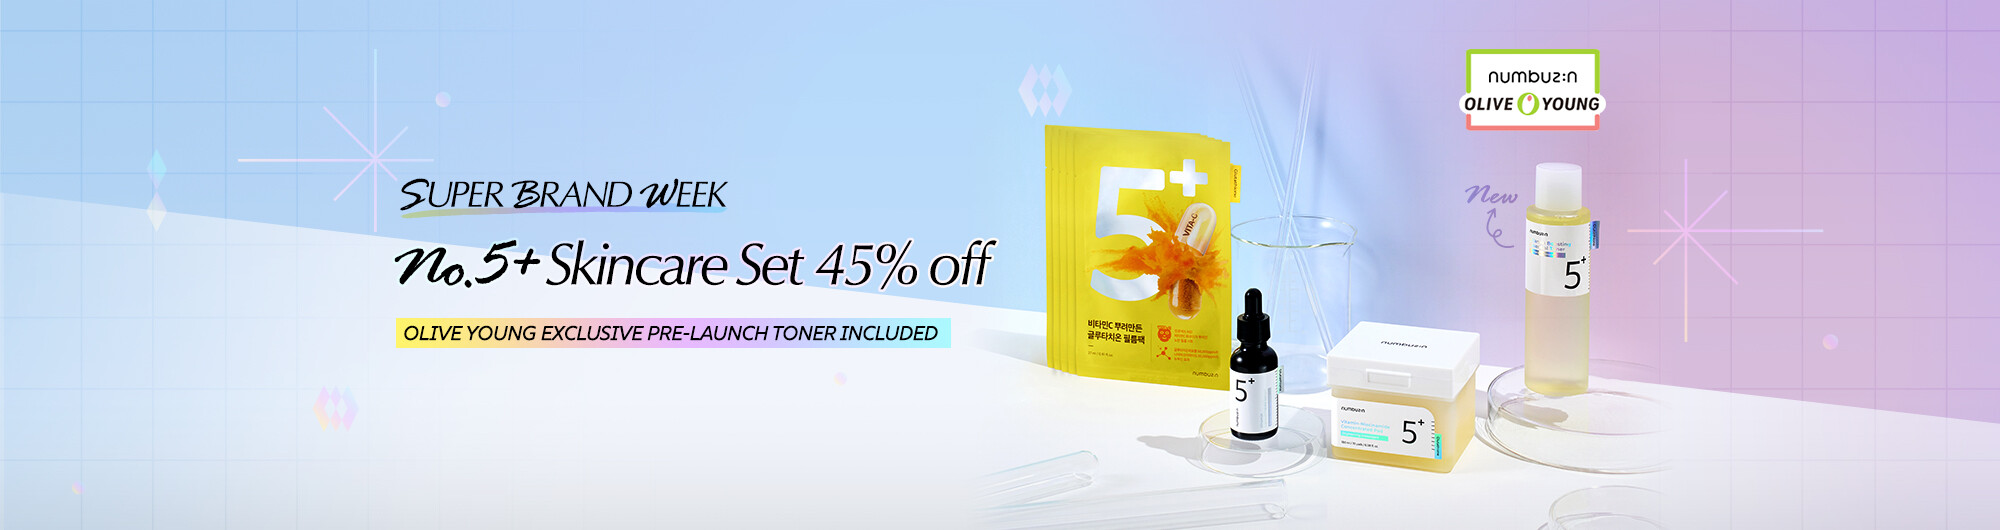 SUPER BRAND WEEK
No.5+ Skincare Set 45% off
OLIVE YOUNG EXCLUSIVE PRE-LAUNCH TONER INCLUDED
numbuz:n
OLIVE YOUNG
New
5+
VITA-C
Glutathione
비타민C 뿌려만든
글루타치온 필름팩
numbuz:n
5+
numbuz:n
numbuz:n
5+
numbuz:n
5+